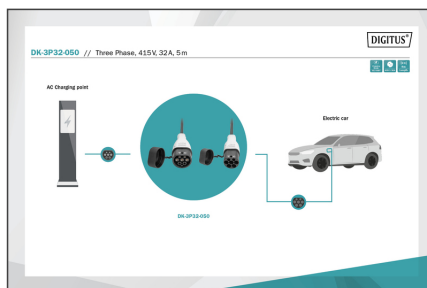 DIGITUS®
DK-3P32-050 // Three Phase, 415V, 32A, 5m
AC Charging point
Electric car
DK-3P32-050